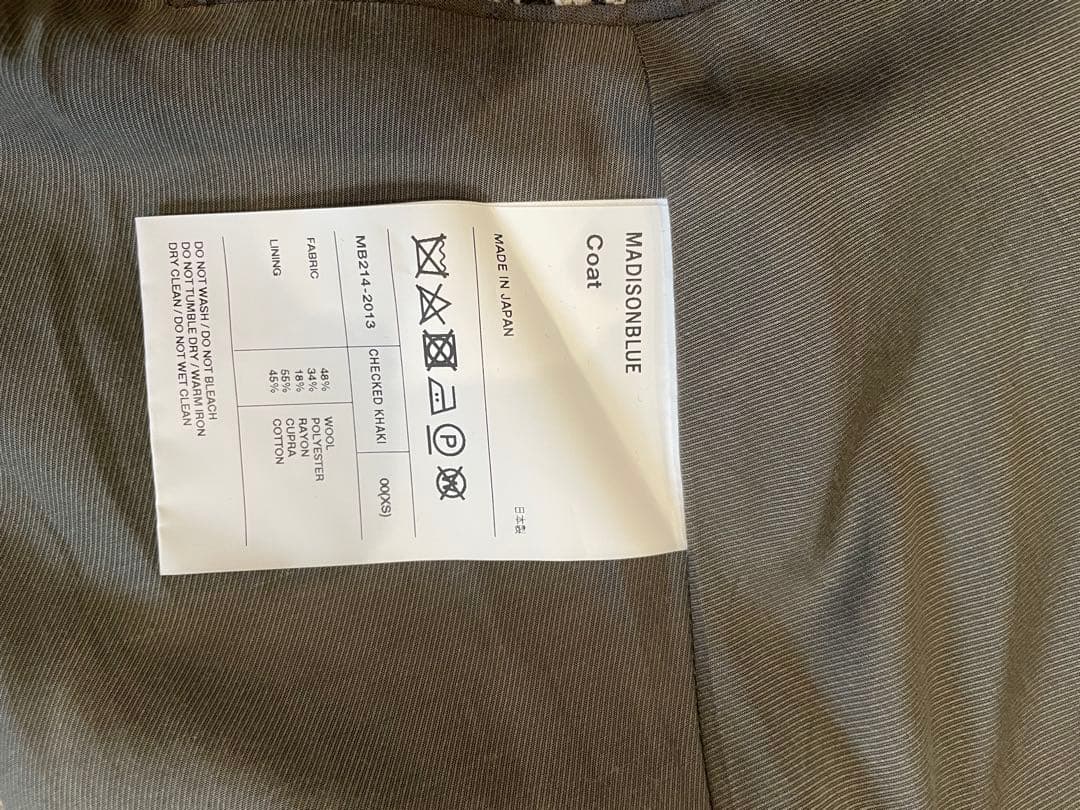 MADISONBLUE
Coat
MADE IN JAPAN 日本製
P W
MB214-2013 CHECKED KHAKI 00(XS)
FABRIC 48% WOOL
34% POLYESTER
18% RAYON
LINING 55% CUPRA
45% COTTON
DO NOT WASH / DO NOT BLEACH
DO NOT TUMBLE DRY / WARM IRON
DRY CLEAN / DO NOT WET CLEAN